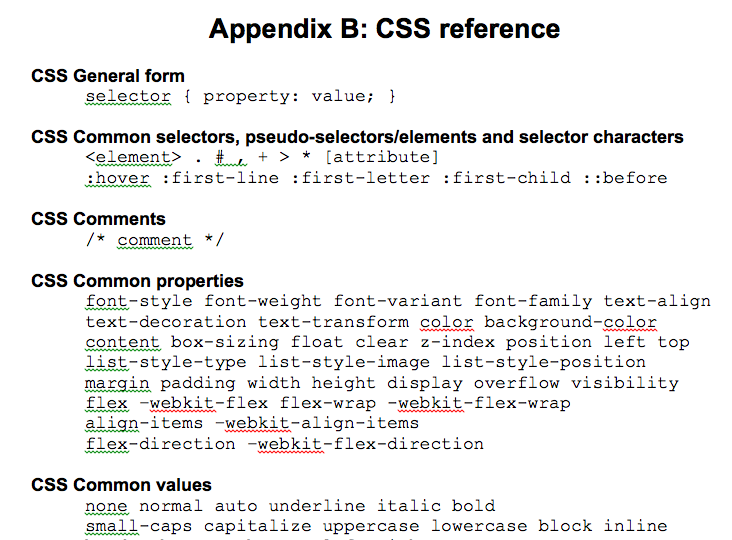 Appendix B: CSS reference
CSS General form
selector { property: value; }
CSS Common selectors, pseudo-selectors/elements and selector characters
<element> . # , + > * [attribute]
:hover :first-line :first-letter :first-child ::before
CSS Comments
/* comment */
CSS Common properties
font-style font-weight font-variant font-family text-align
text-decoration text-transform color background-color
content box-sizing float clear z-index position left top
list-style-type list-style-image list-style-position
margin padding width height display overflow visibility
flex -webkit-flex flex-wrap -webkit-flex-wrap
align-items -webkit-align-items
flex-direction -webkit-flex-direction
CSS Common values
none normal auto underline italic bold
small-caps capitalize uppercase lowercase block inline